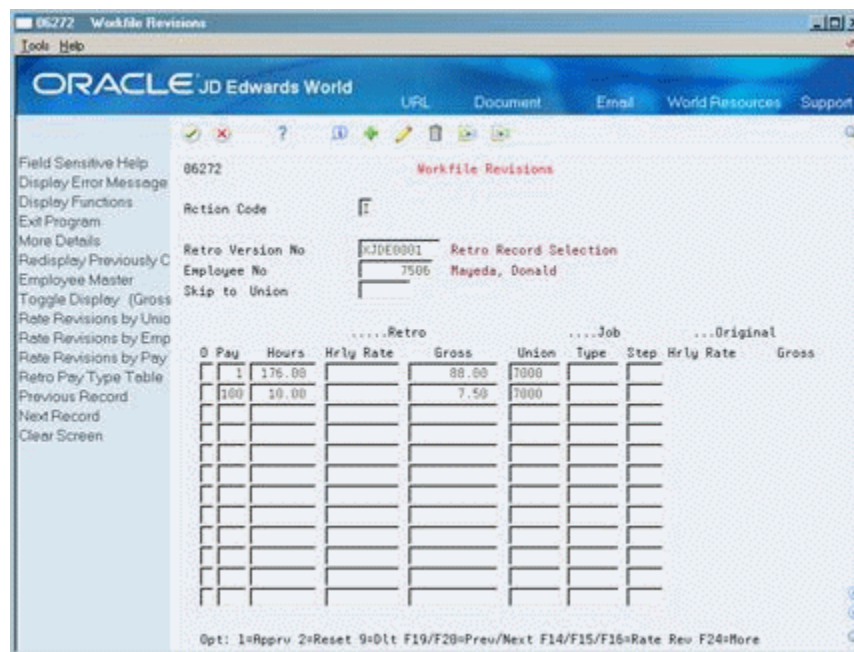 06272 Workfile Revisions
Tools Help
ORACLE JD Edwards World
URL Document Email World Resources Support
Field Sensitive Help
Display Error Message
Display Functions
Exit Program
More Details
Redisplay Previously C
Employee Master
Toggle Display (Gross
Rate Revisions by Unio
Rate Revisions by Emp
Rate Revisions by Pay
Retro Pay Type Table
Previous Record
Next Record
Clear Screen
06272 Workfile Revisions
Action Code I
Retro Version No XJDE0001 Retro Record Selection
Employee No 7506 Mayeda, Donald
Skip to Union
.....Retro ....Job ...Original
O Pay Hours Hrly Rate Gross Union Type Step Hrly Rate Gross
1 176.00 88.00 7000
100 10.00 7.50 7000
Opt: 1=Apprv 2=Reset 9=Dlt F19/F20=Prev/Next F14/F15/F16=Rate Rev F24=More